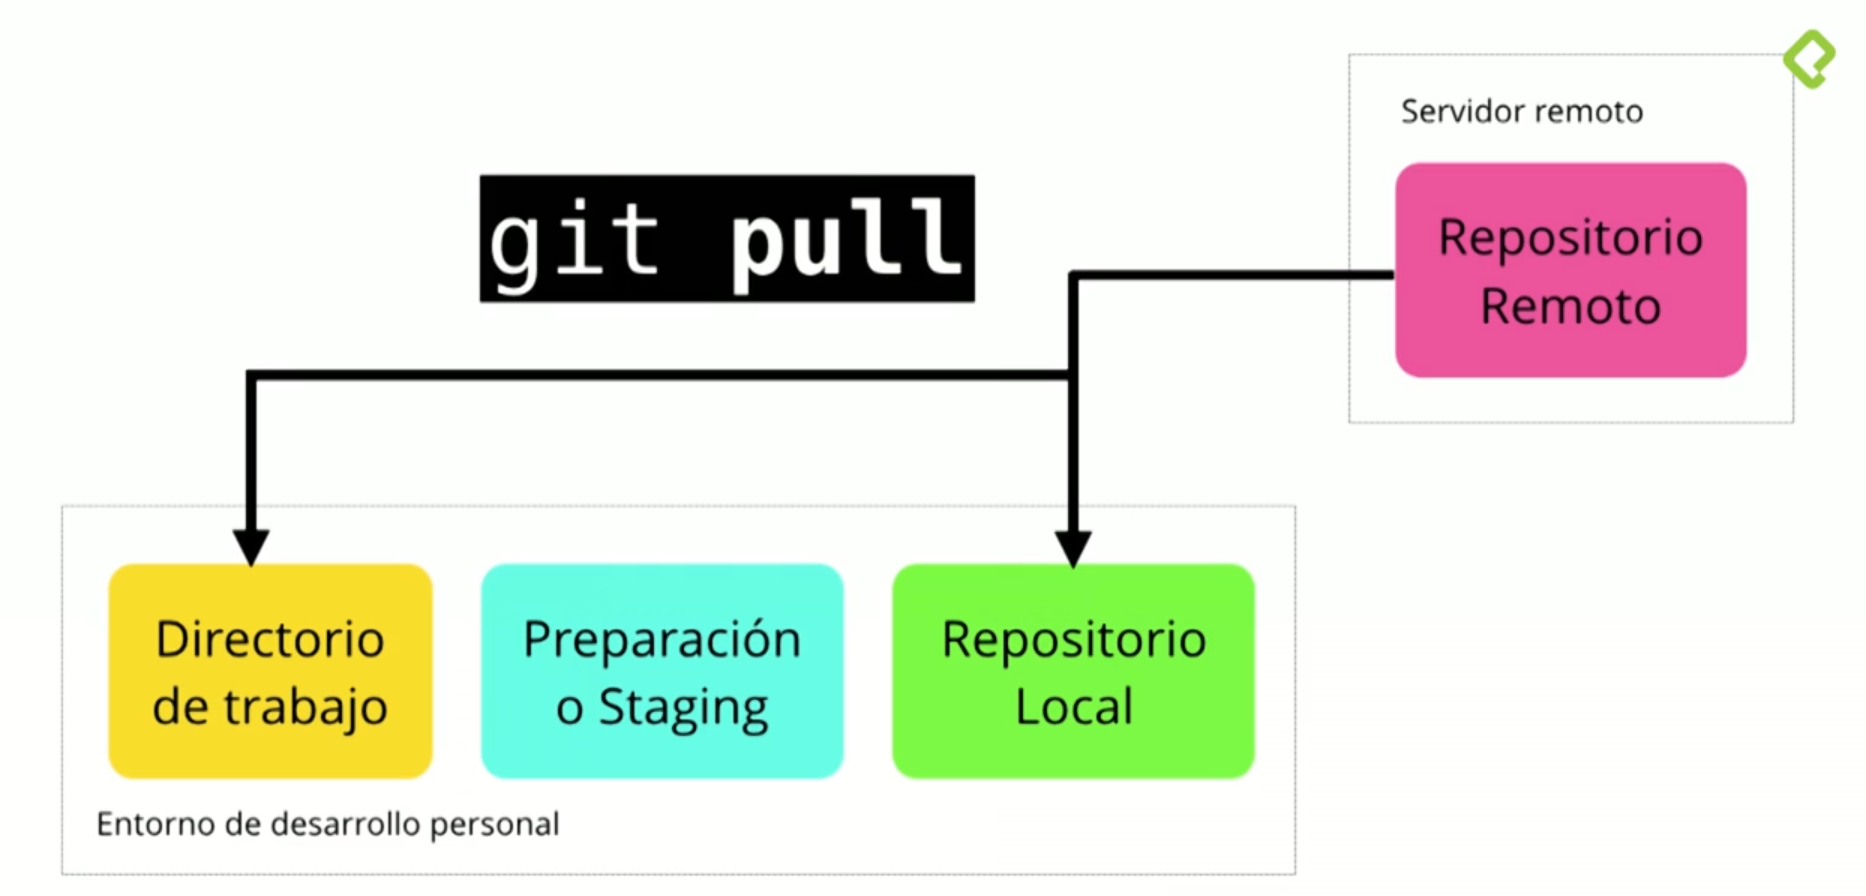 Servidor remoto
git pull
Repositorio
Remoto
Directorio
de trabajo
Preparación
o Staging
Repositorio
Local
Entorno de desarrollo personal